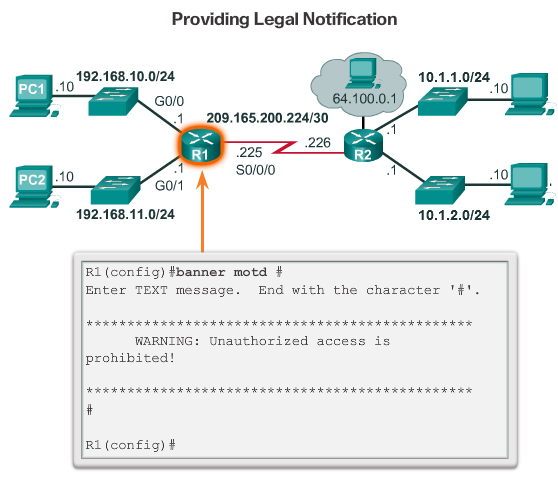 Providing Legal Notification
PC1
.10
192.168.10.0/24
G0/0
.1
209.165.200.224/30
64.100.0.1
10.1.1.0/24
.10
.1
R1
.225
S0/0/0
.226
R2
PC2
.10
.1
G0/1
192.168.11.0/24
.1
.10
10.1.2.0/24
R1(config)#banner motd #
Enter TEXT message.  End with the character '#'.
***********************************************
WARNING: Unauthorized access is
prohibited!
***********************************************
#
R1(config)#